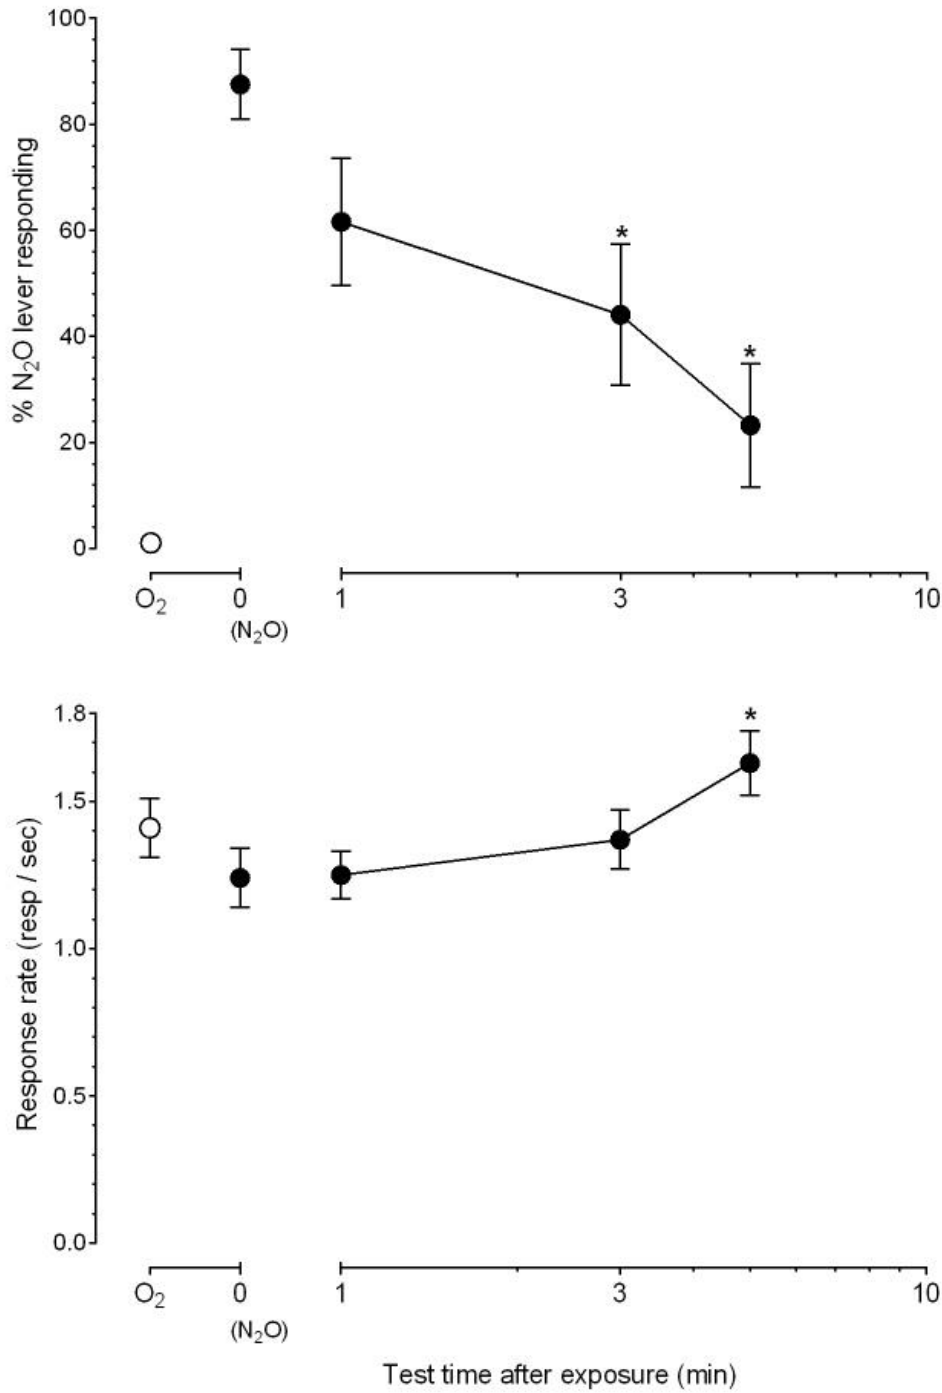 100
80
60
40
20
0
% N₂O lever responding
*
*
O₂ 0 1 3 10
(N₂O)
1.8
1.5
1.0
0.5
0.0
Response rate (resp / sec)
*
O₂ 0 1 3 10
(N₂O)
Test time after exposure (min)